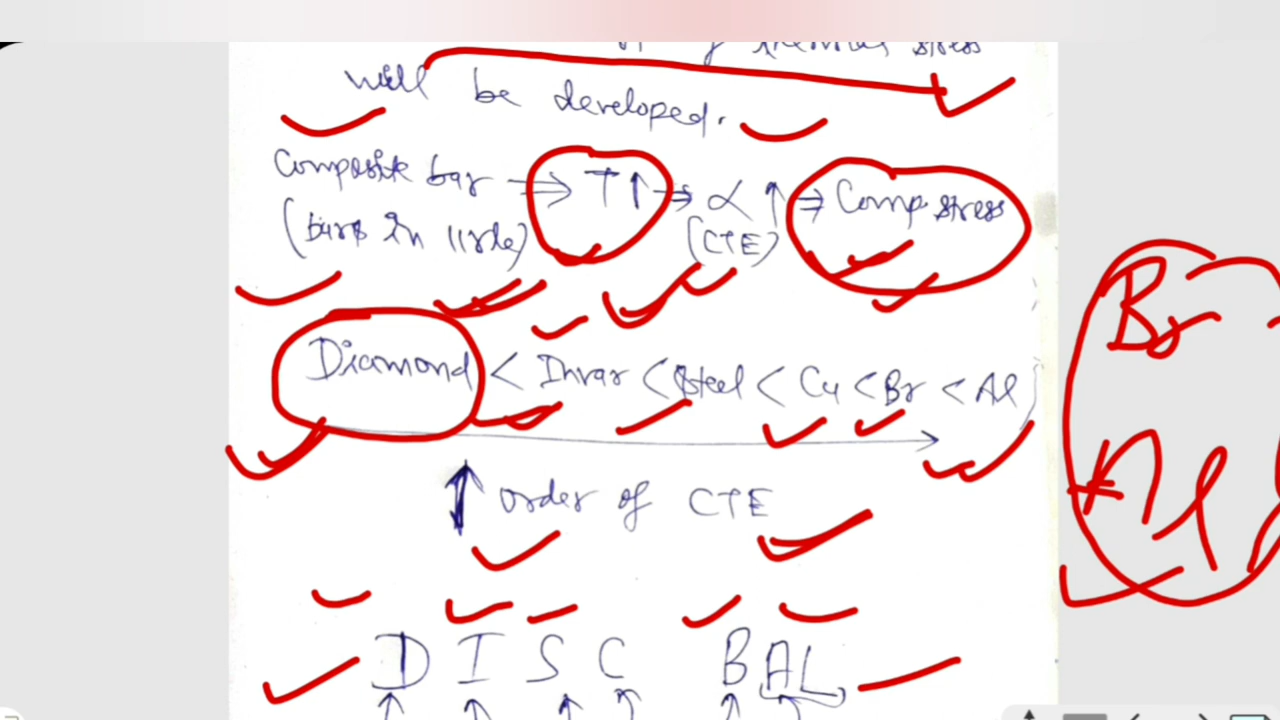 stress
will be developed.
Composite bar ⇒ T↑ ⇒ α ↑ ⇒ Comp stress
(bars in ||rle) (CTE)
Diamond < Invar < Steel < Cu < Br < Al
↑ order of CTE
D I S C B AL
Br